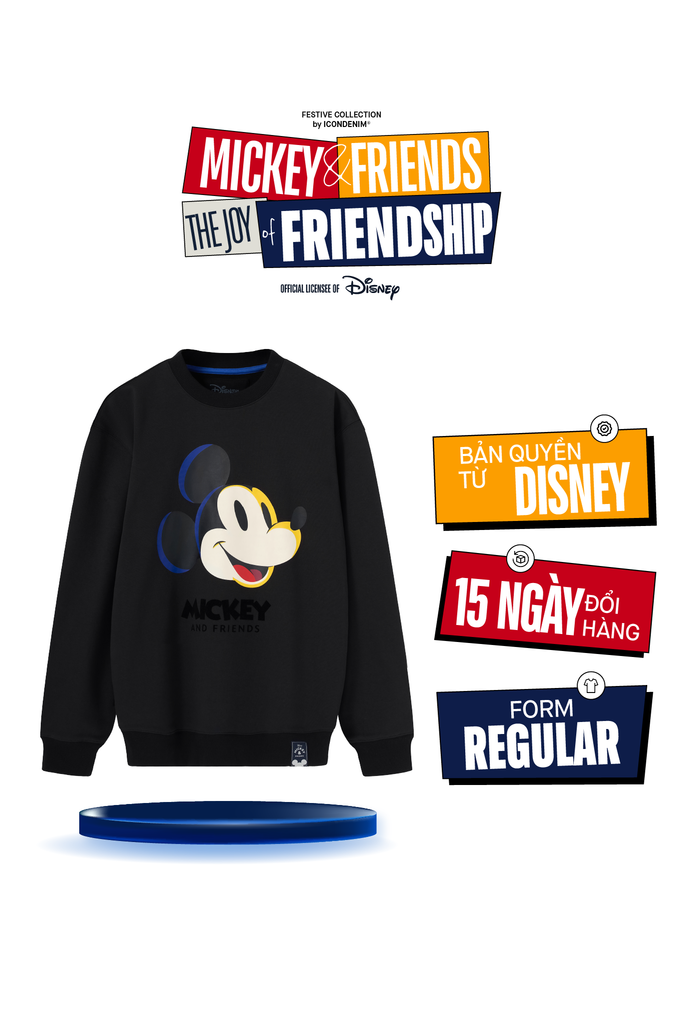 FESTIVE COLLECTION
by ICONDENIM®
MICKEY & FRIENDS
THE JOY of FRIENDSHIP
OFFICIAL LICENSEE OF Disney
Disney
MICKEY
AND FRIENDS
BẢN QUYỀN
TỪ DISNEY
15 NGÀY ĐỔI
HÀNG
FORM
REGULAR